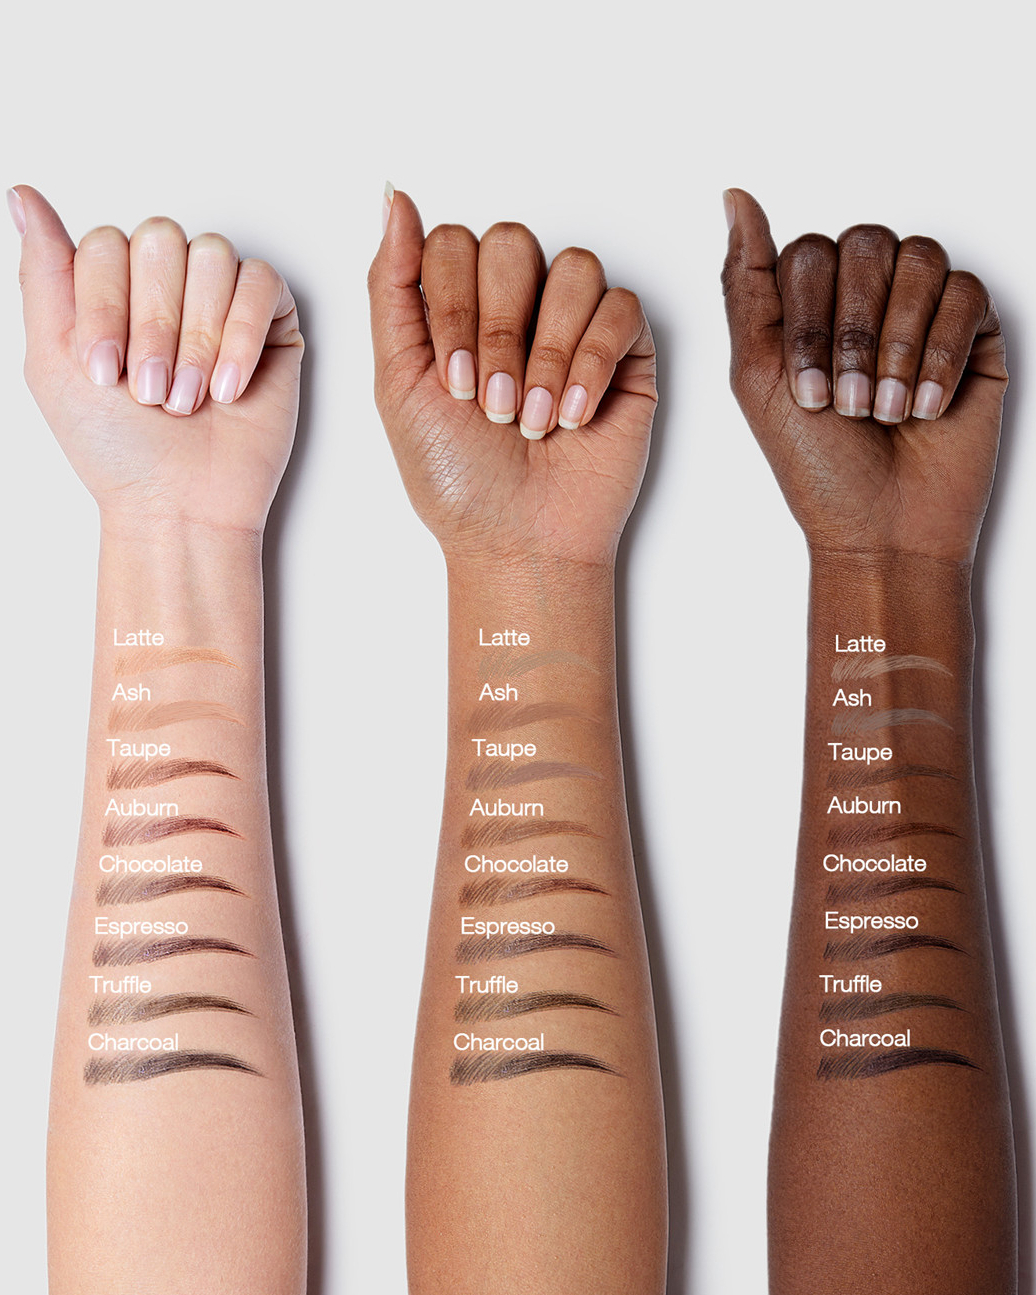 Latte
Ash
Taupe
Auburn
Chocolate
Espresso
Truffle
Charcoal
Latte
Ash
Taupe
Auburn
Chocolate
Espresso
Truffle
Charcoal
Latte
Ash
Taupe
Auburn
Chocolate
Espresso
Truffle
Charcoal